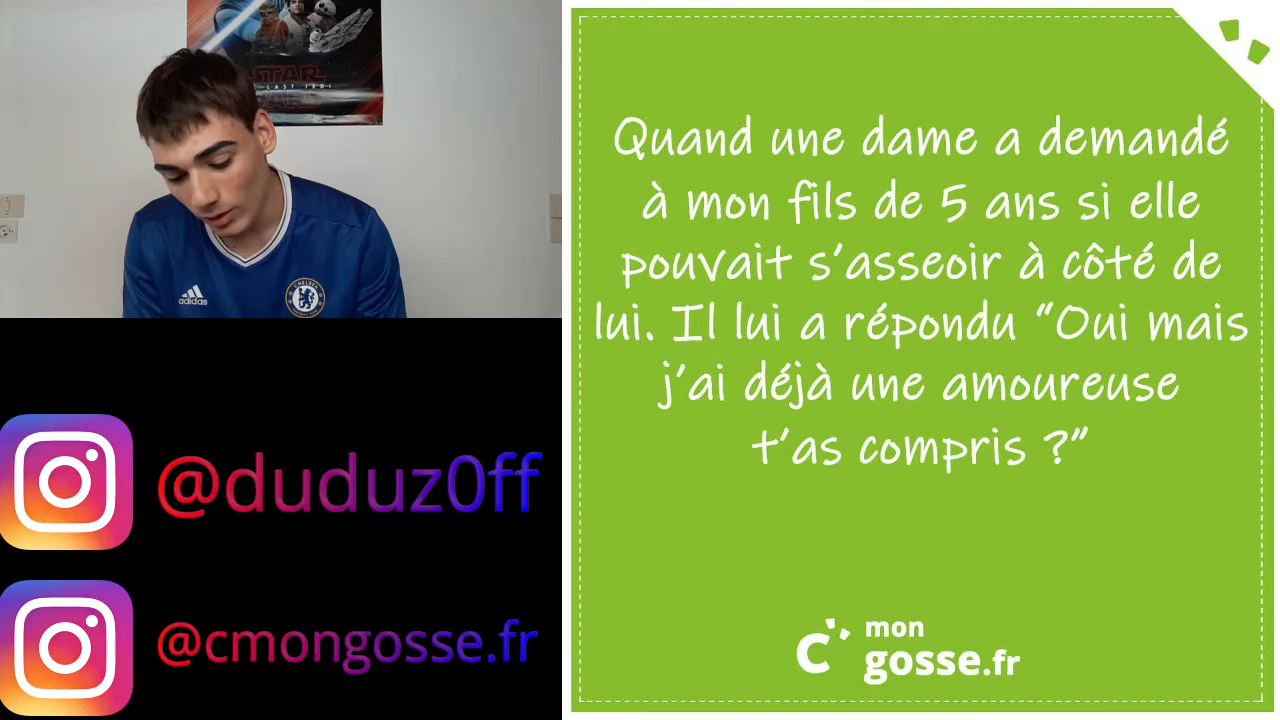 STAR
THE LAST JEDI
WARS
adidas
CHELSEA
@duduz0ff
@cmongosse.fr
Quand une dame a demandé
à mon fils de 5 ans si elle
pouvait s’asseoir à côté de
lui. Il lui a répondu “Oui mais
j’ai déjà une amoureuse
t’as compris ?”
c' mon
gosse.fr